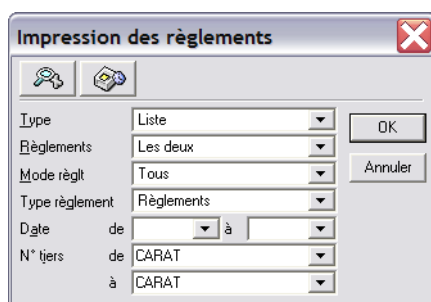 Impression des règlements
Type Liste
OK
Règlements Les deux
Annuler
Mode règlt Tous
Type règlement Règlements
Date de à
N° tiers de CARAT
à CARAT